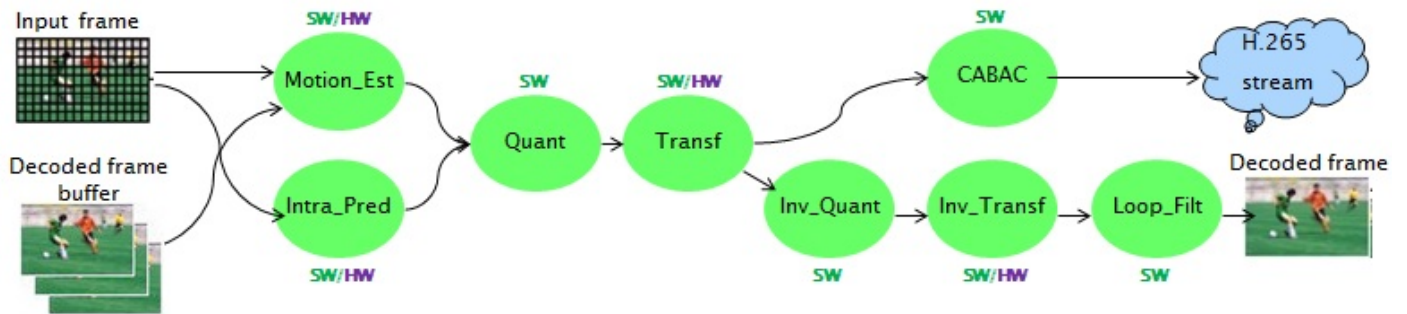 Input frame
SW/HW
Motion_Est
Decoded frame
buffer
Intra_Pred
SW/HW
SW
Quant
SW/HW
Transf
SW
CABAC
H.265
stream
Inv_Quant
SW
Inv_Transf
SW/HW
Loop_Filt
SW
Decoded frame